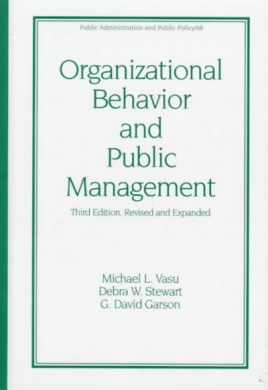 Public Administration and Public Policy/68
Organizational
Behavior
and
Public
Management
Third Edition, Revised and Expanded
Michael L. Vasu
Debra W. Stewart
G. David Garson